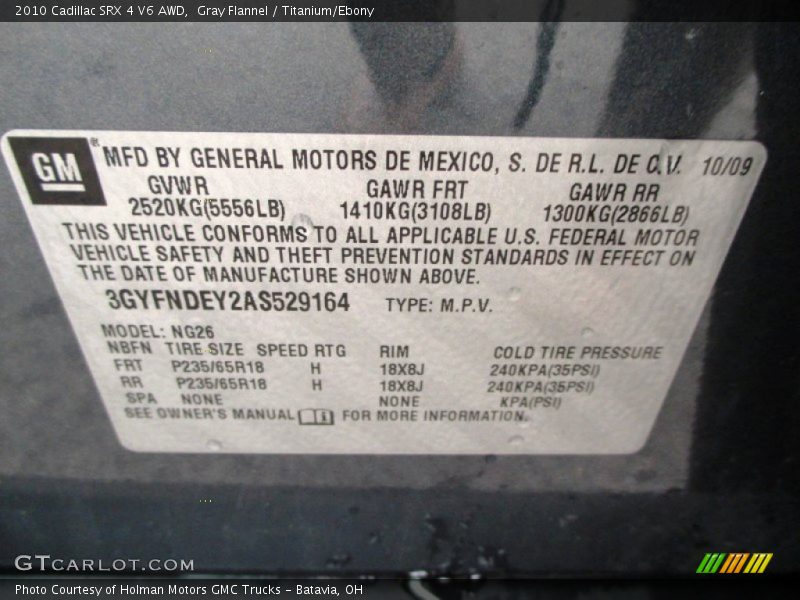 2010 Cadillac SRX 4 V6 AWD,  Gray Flannel / Titanium/Ebony
GM ® MFD BY GENERAL MOTORS DE MEXICO, S. DE R.L. DE C.V. 10/09
GVWR GAWR FRT GAWR RR
2520KG(5556LB) 1410KG(3108LB) 1300KG(2866LB)
THIS VEHICLE CONFORMS TO ALL APPLICABLE U.S. FEDERAL MOTOR
VEHICLE SAFETY AND THEFT PREVENTION STANDARDS IN EFFECT ON
THE DATE OF MANUFACTURE SHOWN ABOVE.
3GYFNDEY2AS529164 TYPE: M.P.V.
MODEL: NG26
NBFN TIRE SIZE SPEED RTG RIM COLD TIRE PRESSURE
FRT P235/65R18 H 18X8J 240KPA(35PSI)
RR P235/65R18 H 18X8J 240KPA(35PSI)
SPA NONE NONE KPA(PSI)
SEE OWNER'S MANUAL FOR MORE INFORMATION.
GTCARLOT.COM
Photo Courtesy of Holman Motors GMC Trucks - Batavia, OH